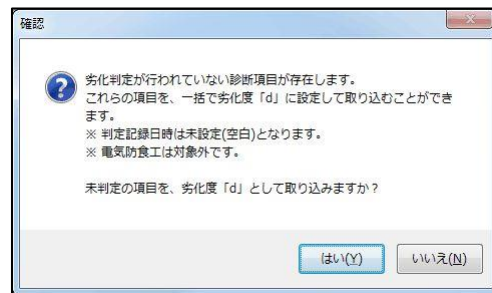 確認
劣化判定が行われていない診断項目が存在します。
これらの項目を、一括で劣化度「d」に設定して取り込むことができ
ます。
※ 判定記録日時は未設定(空白)となります。
※ 電気防食工は対象外です。
未判定の項目を、劣化度「d」として取り込みますか？
はい(Y)
いいえ(N)